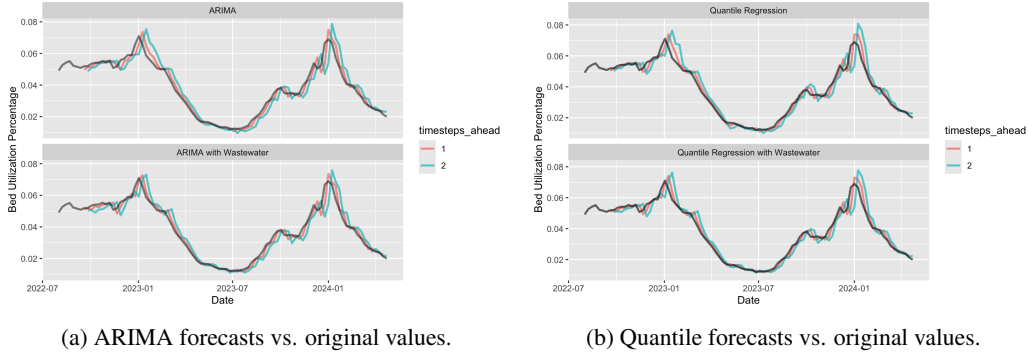 ARIMA
0.08
0.06
0.04
0.02
ARIMA with Wastewater
0.08
0.06
0.04
0.02
Bed Utilization Percentage
2022-07
2023-01
2023-07
2024-01
Date
timesteps_ahead
1
2
(a) ARIMA forecasts vs. original values.
Quantile Regression
0.08
0.06
0.04
0.02
Quantile Regression with Wastewater
0.08
0.06
0.04
0.02
Bed Utilization Percentage
2022-07
2023-01
2023-07
2024-01
Date
timesteps_ahead
1
2
(b) Quantile forecasts vs. original values.